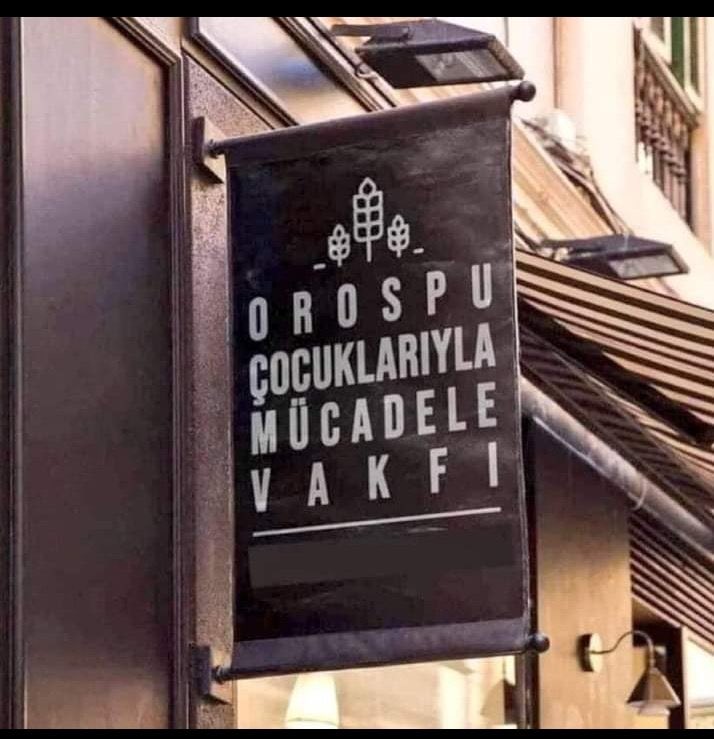 OROSPU
ÇOCUKLARIYLA
MÜCADELE
VAKFI